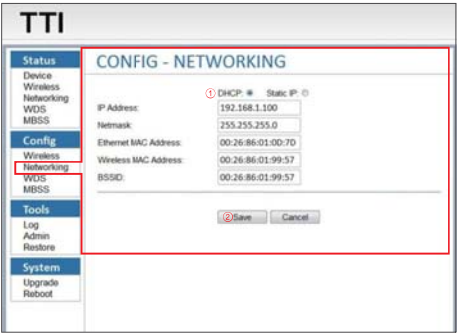 TTI
Status
Device
Wireless
Networking
WDS
MBSS
Config
Wireless
Networking
WDS
MBSS
Tools
Log
Admin
Restore
System
Upgrade
Reboot
CONFIG - NETWORKING
① DHCP: Static IP:
IP Address: 192.168.1.100
Netmask: 255.255.255.0
Ethernet MAC Address: 00:26:86:01:0D:7D
Wireless MAC Address: 00:26:86:01:99:57
BSSID: 00:26:86:01:99:57
② Save Cancel